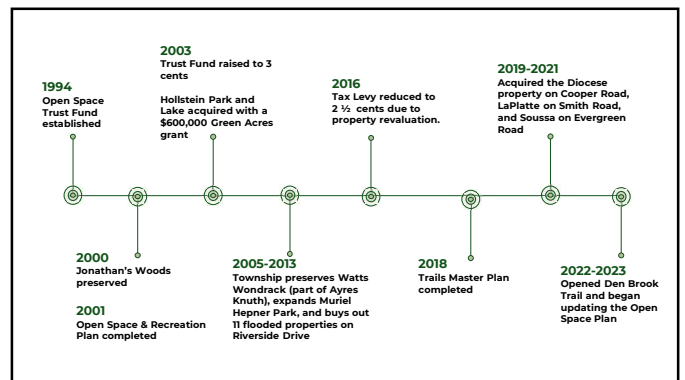 1994
Open Space
Trust Fund
established
2000
Jonathan's Woods
preserved
2001
Open Space & Recreation
Plan completed
2003
Trust Fund raised to 3
cents
Hollstein Park and
Lake acquired with a
$600,000 Green Acres
grant
2005-2013
Township preserves Watts
Wondrack (part of Ayres
Knuth), expands Muriel
Hepner Park, and buys out
11 flooded properties on
Riverside Drive
2016
Tax Levy reduced to
2 ½ cents due to
property revaluation.
2018
Trails Master Plan
completed
2019-2021
Acquired the Diocese
property on Cooper Road,
LaPlatte on Smith Road,
and Soussa on Evergreen
Road
2022-2023
Opened Den Brook
Trail and began
updating the Open
Space Plan